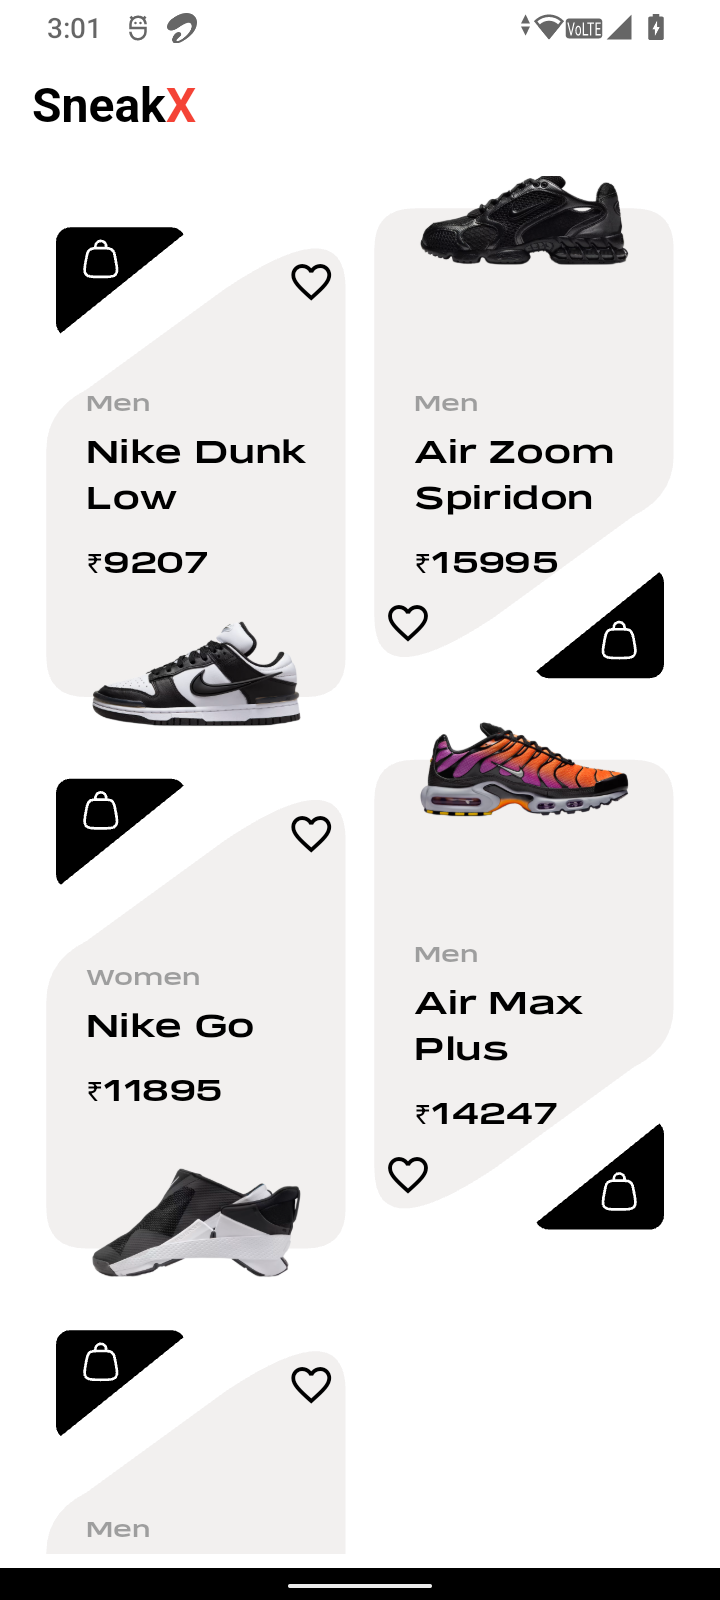 3:01
VoLTE
SneakX
Men
Nike Dunk
Low
₹9207
Men
Air Zoom
Spiridon
₹15995
Women
Nike Go
₹11895
Men
Air Max
Plus
₹14247
Men